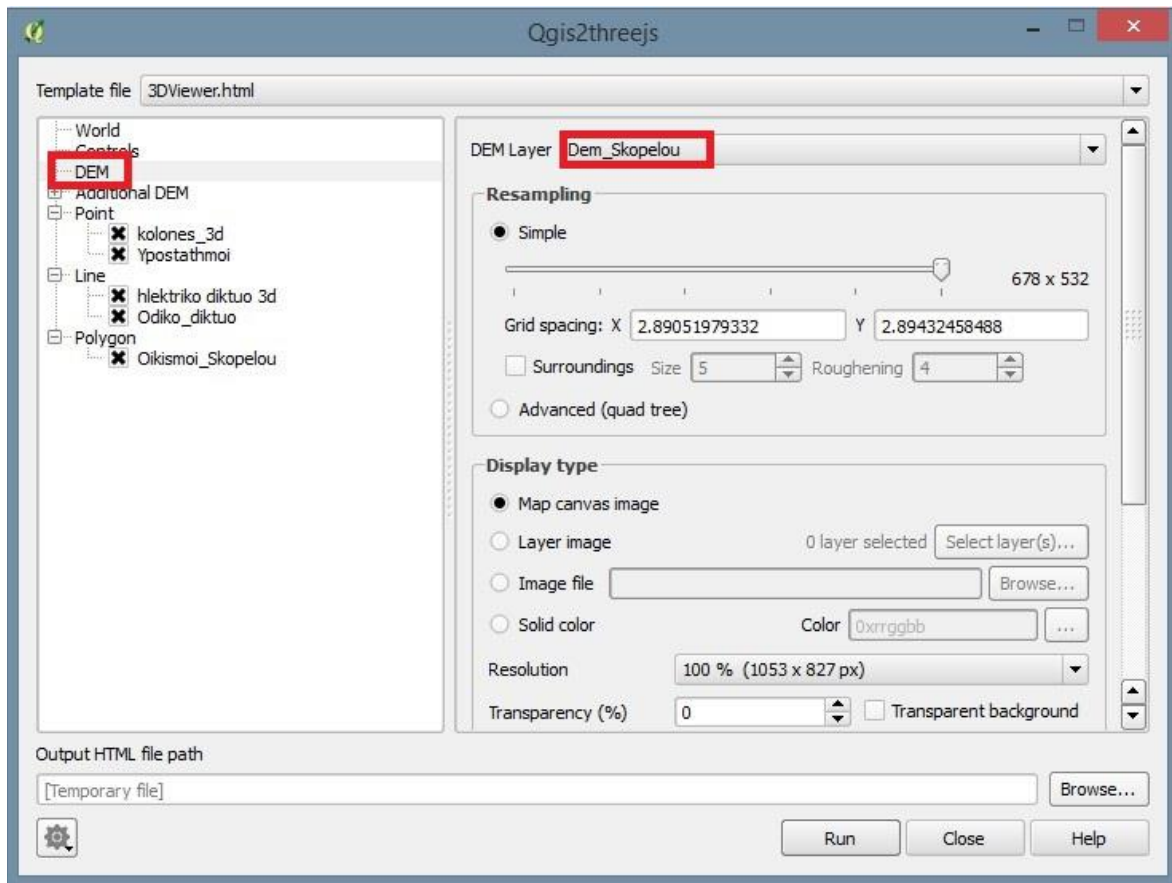 Qgis2threejs
Template file 3DViewer.html
World
Controls
DEM
Additional DEM
Point
kolones_3d
Ypostathmoi
Line
hlektriko diktuo 3d
Odiko_diktuo
Polygon
Oikismoi_Skopelou
DEM Layer Dem_Skopelou
Resampling
Simple
678 x 532
Grid spacing: X 2.89051979332 Y 2.89432458488
Surroundings Size 5 Roughening 4
Advanced (quad tree)
Display type
Map canvas image
Layer image 0 layer selected Select layer(s)...
Image file Browse...
Solid color Color 0xrrggbb ...
Resolution 100 % (1053 x 827 px)
Transparency (%) 0 Transparent background
Output HTML file path
[Temporary file] Browse...
Run Close Help